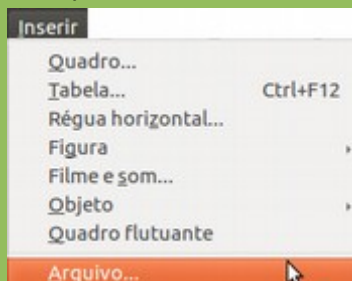 Inserir
Quadro...
Tabela... Ctrl+F12
Régua horizontal...
Figura
Filme e som...
Objeto
Quadro flutuante
Arquivo...